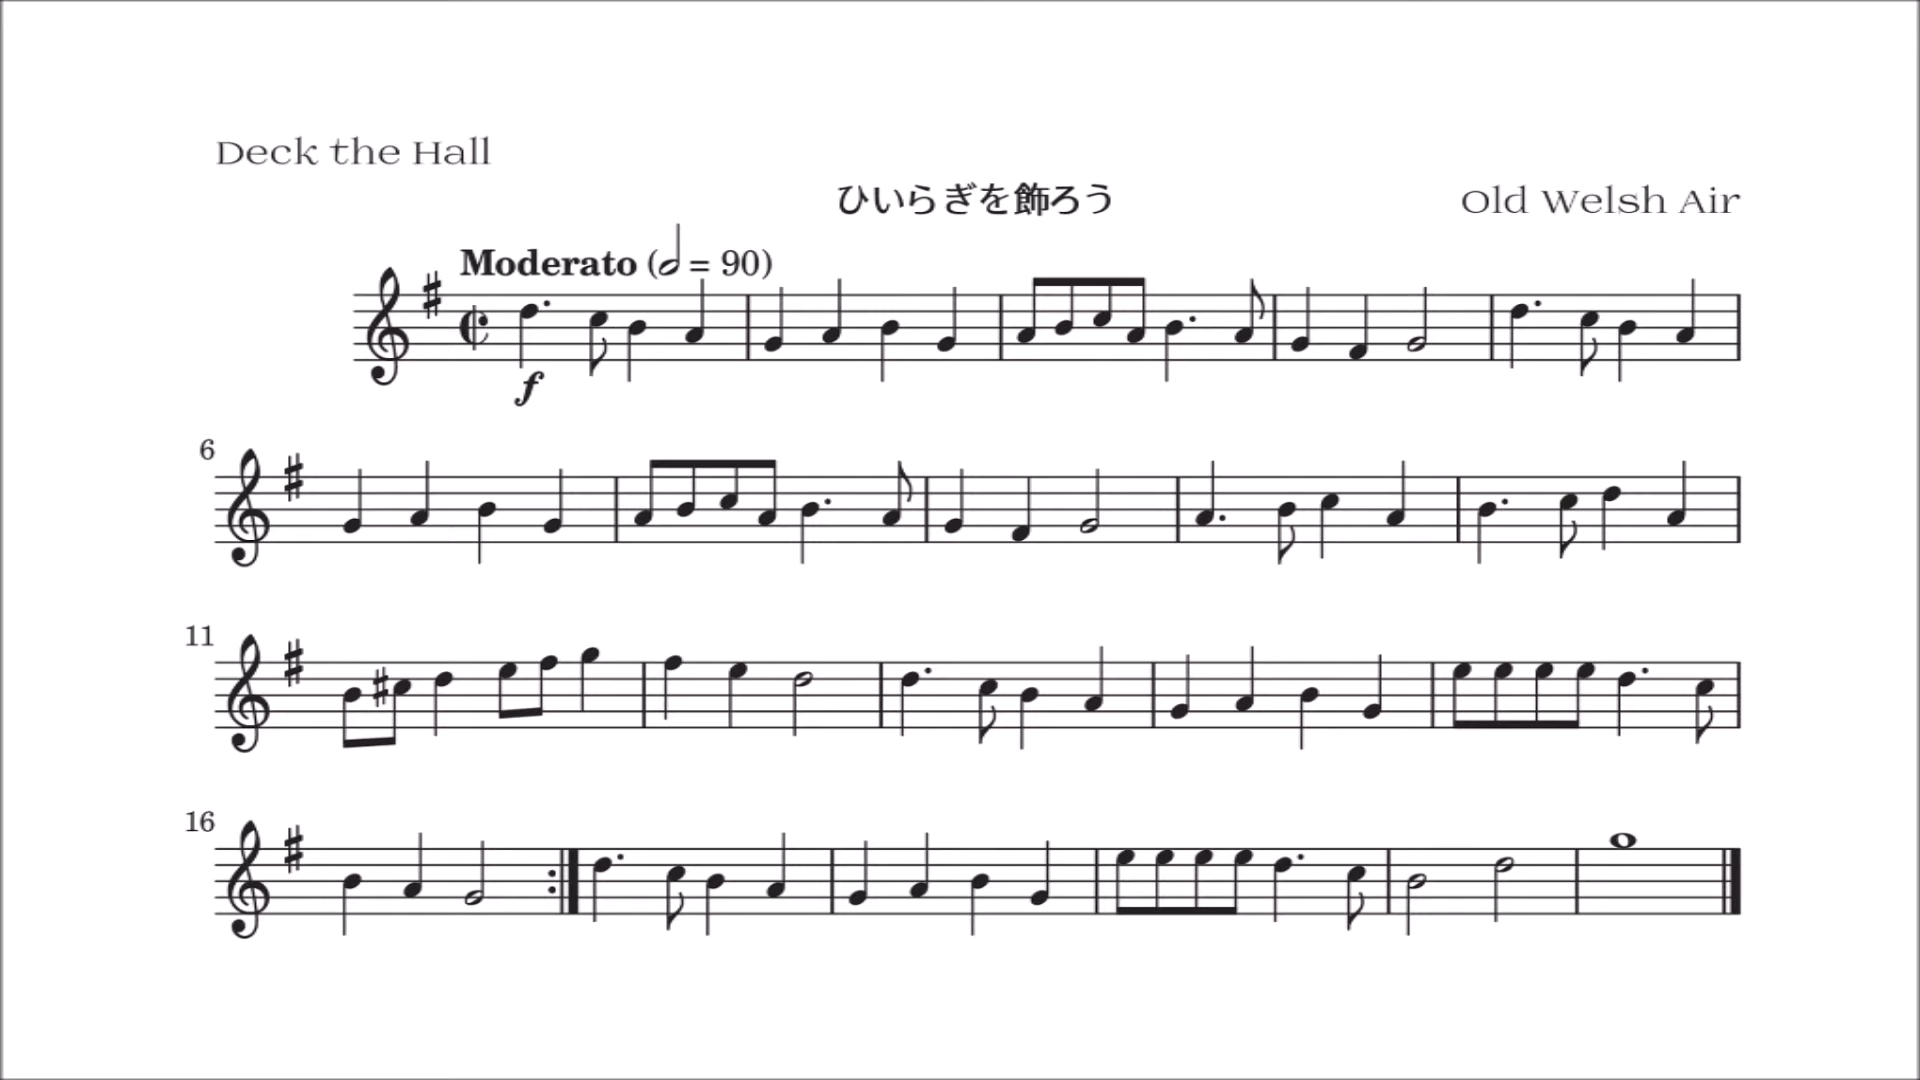 Deck the Hall
ひいらぎを飾ろう
Old Welsh Air
Moderato (𝅗𝅥 = 90)
f
6
11
16